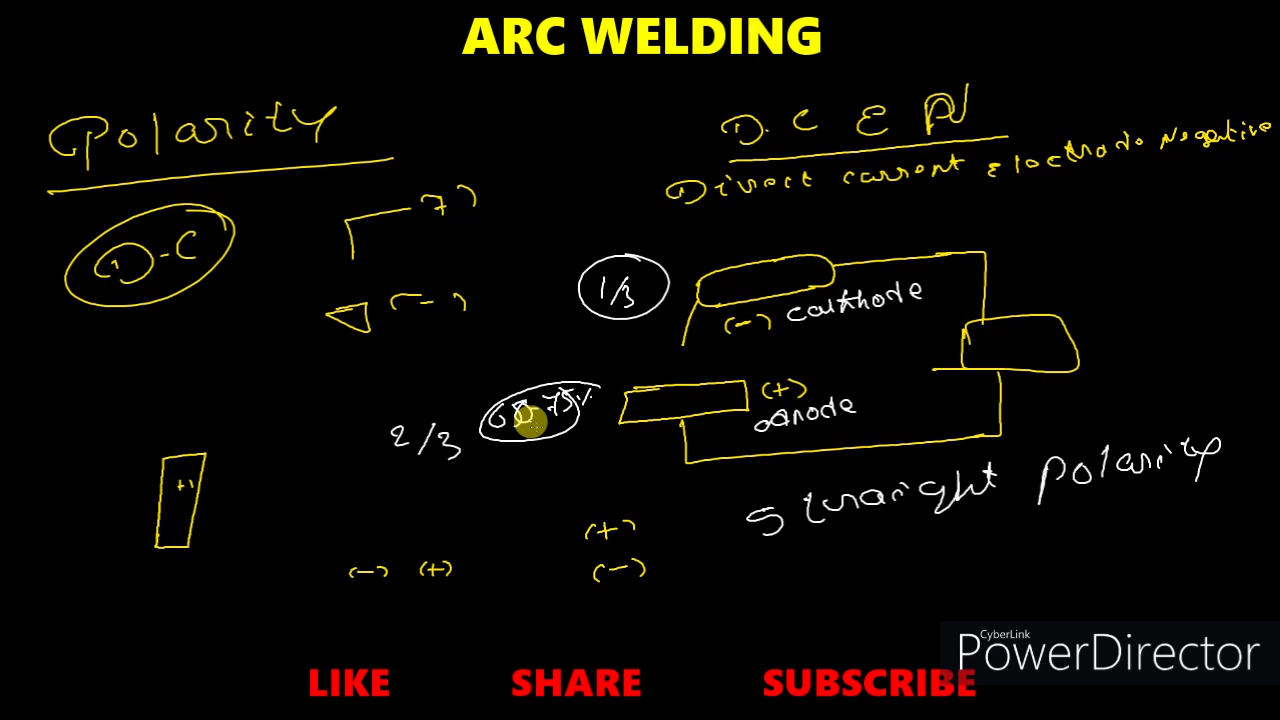 ARC WELDING
Polarity
D.C E N
Direct current Electrode Negative
D-C
(-)
1/3
(-) cathode
(+)
anode
65-75%
2/3
straight polarity
+
(+)
(-) (+)
(-)
CyberLink
PowerDirector
LIKE SHARE SUBSCRIBE